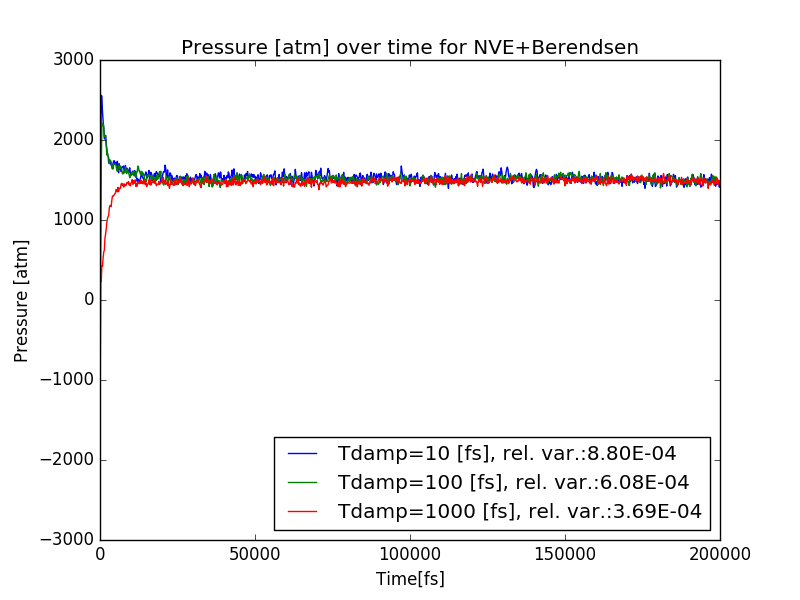 Pressure [atm] over time for NVE+Berendsen
3000
2000
1000
0
−1000
−2000
−3000
Pressure [atm]
Tdamp=10 [fs], rel. var.:8.80E-04
Tdamp=100 [fs], rel. var.:6.08E-04
Tdamp=1000 [fs], rel. var.:3.69E-04
0 50000 100000 150000 200000
Time[fs]